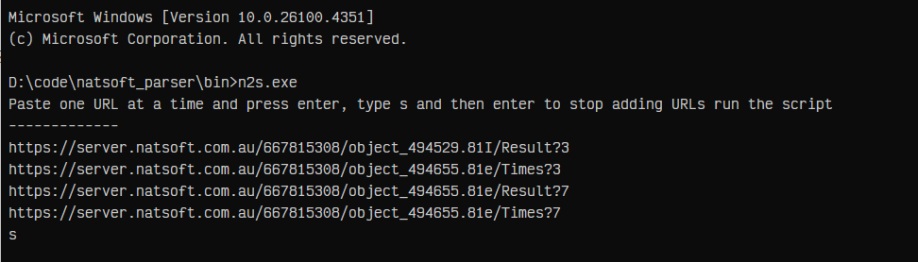 Microsoft Windows [Version 10.0.26100.4351]
(c) Microsoft Corporation. All rights reserved.
D:\code\natsoft_parser\bin>n2s.exe
Paste one URL at a time and press enter, type s and then enter to stop adding URLs run the script
-------------
https://server.natsoft.com.au/667815308/object_494529.81I/Result?3
https://server.natsoft.com.au/667815308/object_494655.81e/Times?3
https://server.natsoft.com.au/667815308/object_494655.81e/Result?7
https://server.natsoft.com.au/667815308/object_494655.81e/Times?7
s